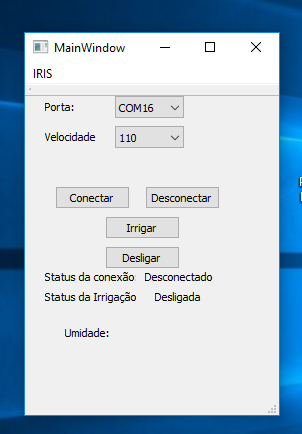 MainWindow
IRIS
Porta: COM16
Velocidade 110
Conectar Desconectar
Irrigar
Desligar
Status da conexão Desconectado
Status da Irrigação Desligada
Umidade: